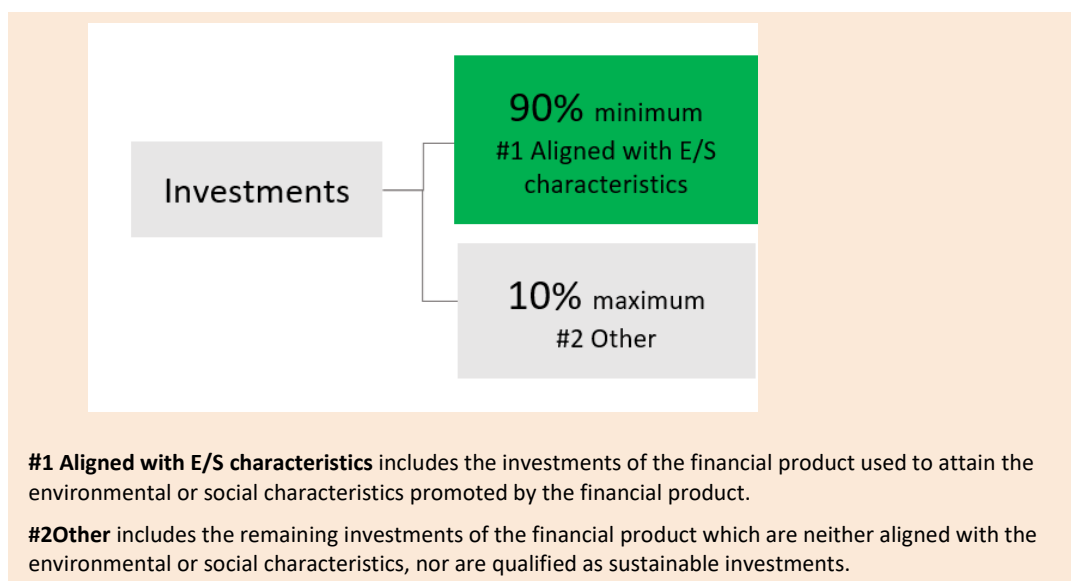 90% minimum
#1 Aligned with E/S
characteristics
Investments
10% maximum
#2 Other
#1 Aligned with E/S characteristics includes the investments of the financial product used to attain the
environmental or social characteristics promoted by the financial product.
#2Other includes the remaining investments of the financial product which are neither aligned with the
environmental or social characteristics, nor are qualified as sustainable investments.